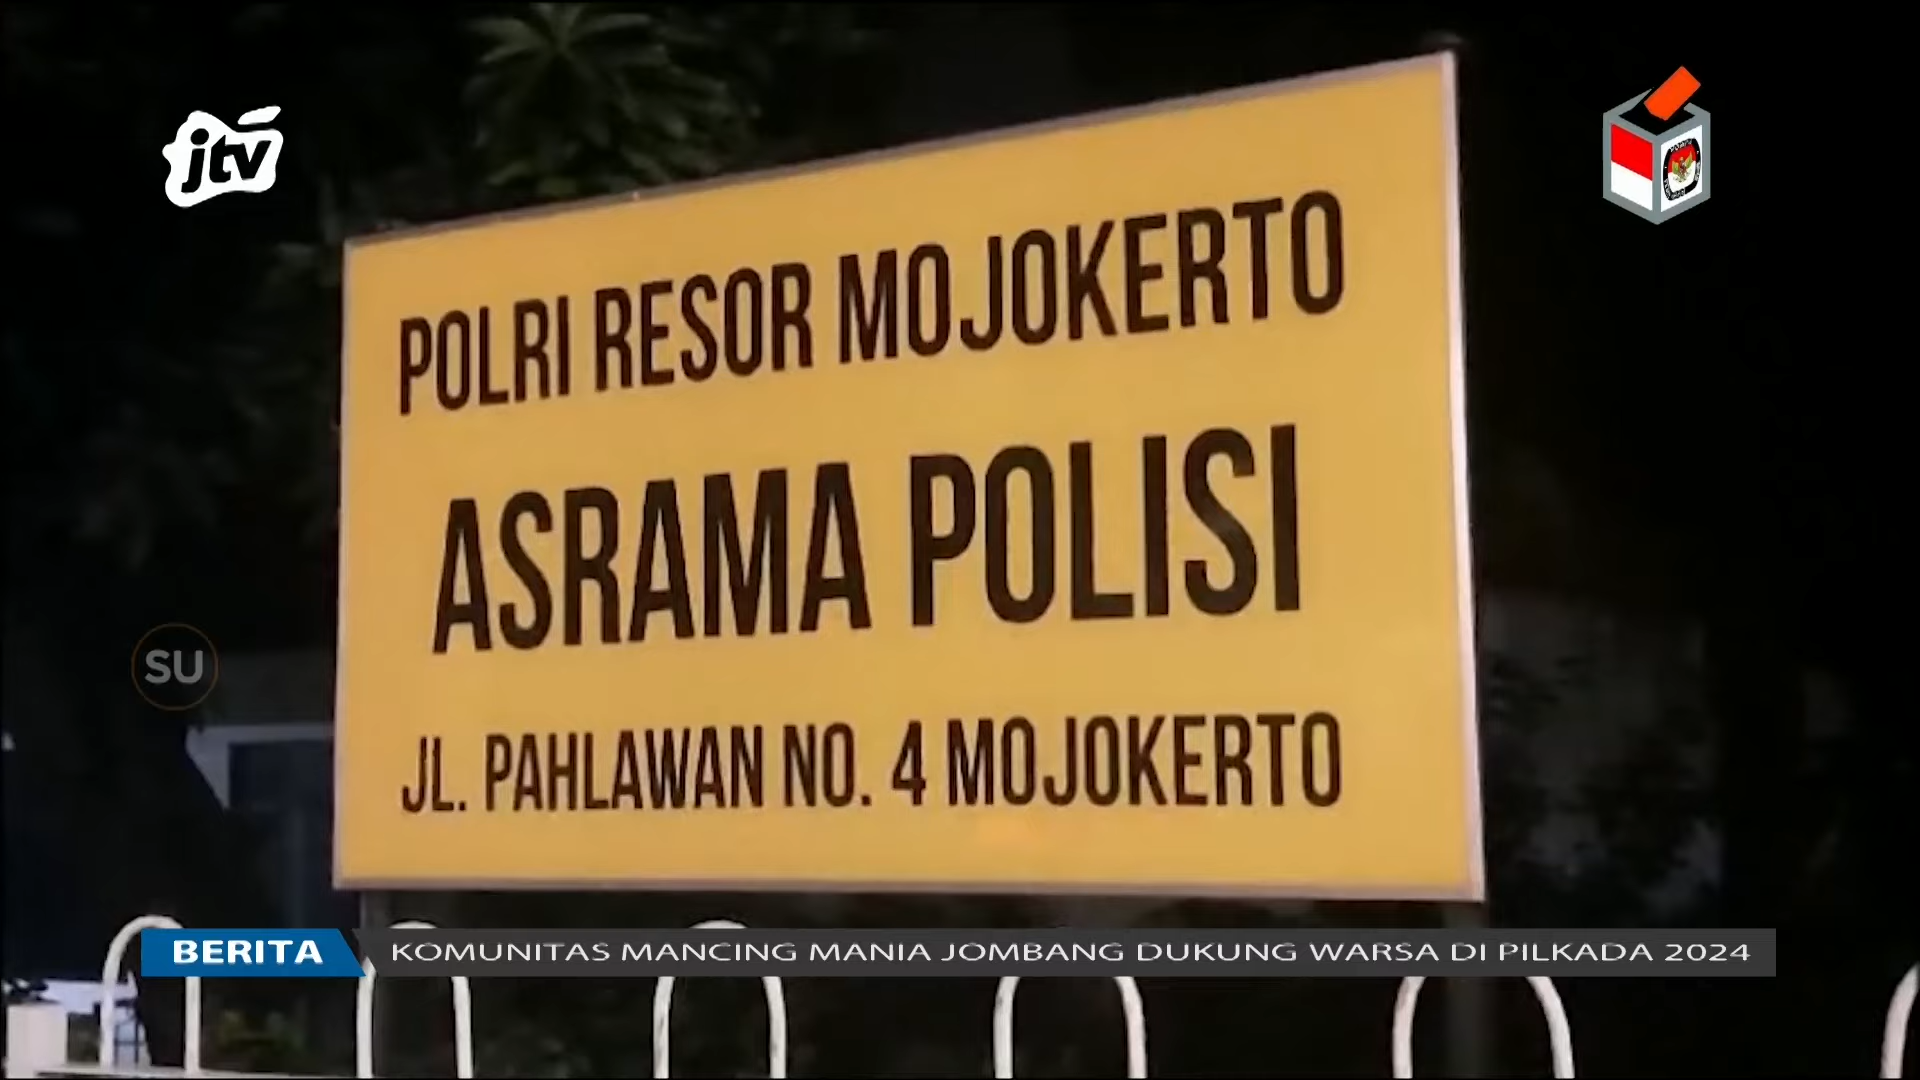 jtv
POLRI RESOR MOJOKERTO
ASRAMA POLISI
JL. PAHLAWAN NO. 4 MOJOKERTO
SU
BERITA
KOMUNITAS MANCING MANIA JOMBANG DUKUNG WARSA DI PILKADA 2024